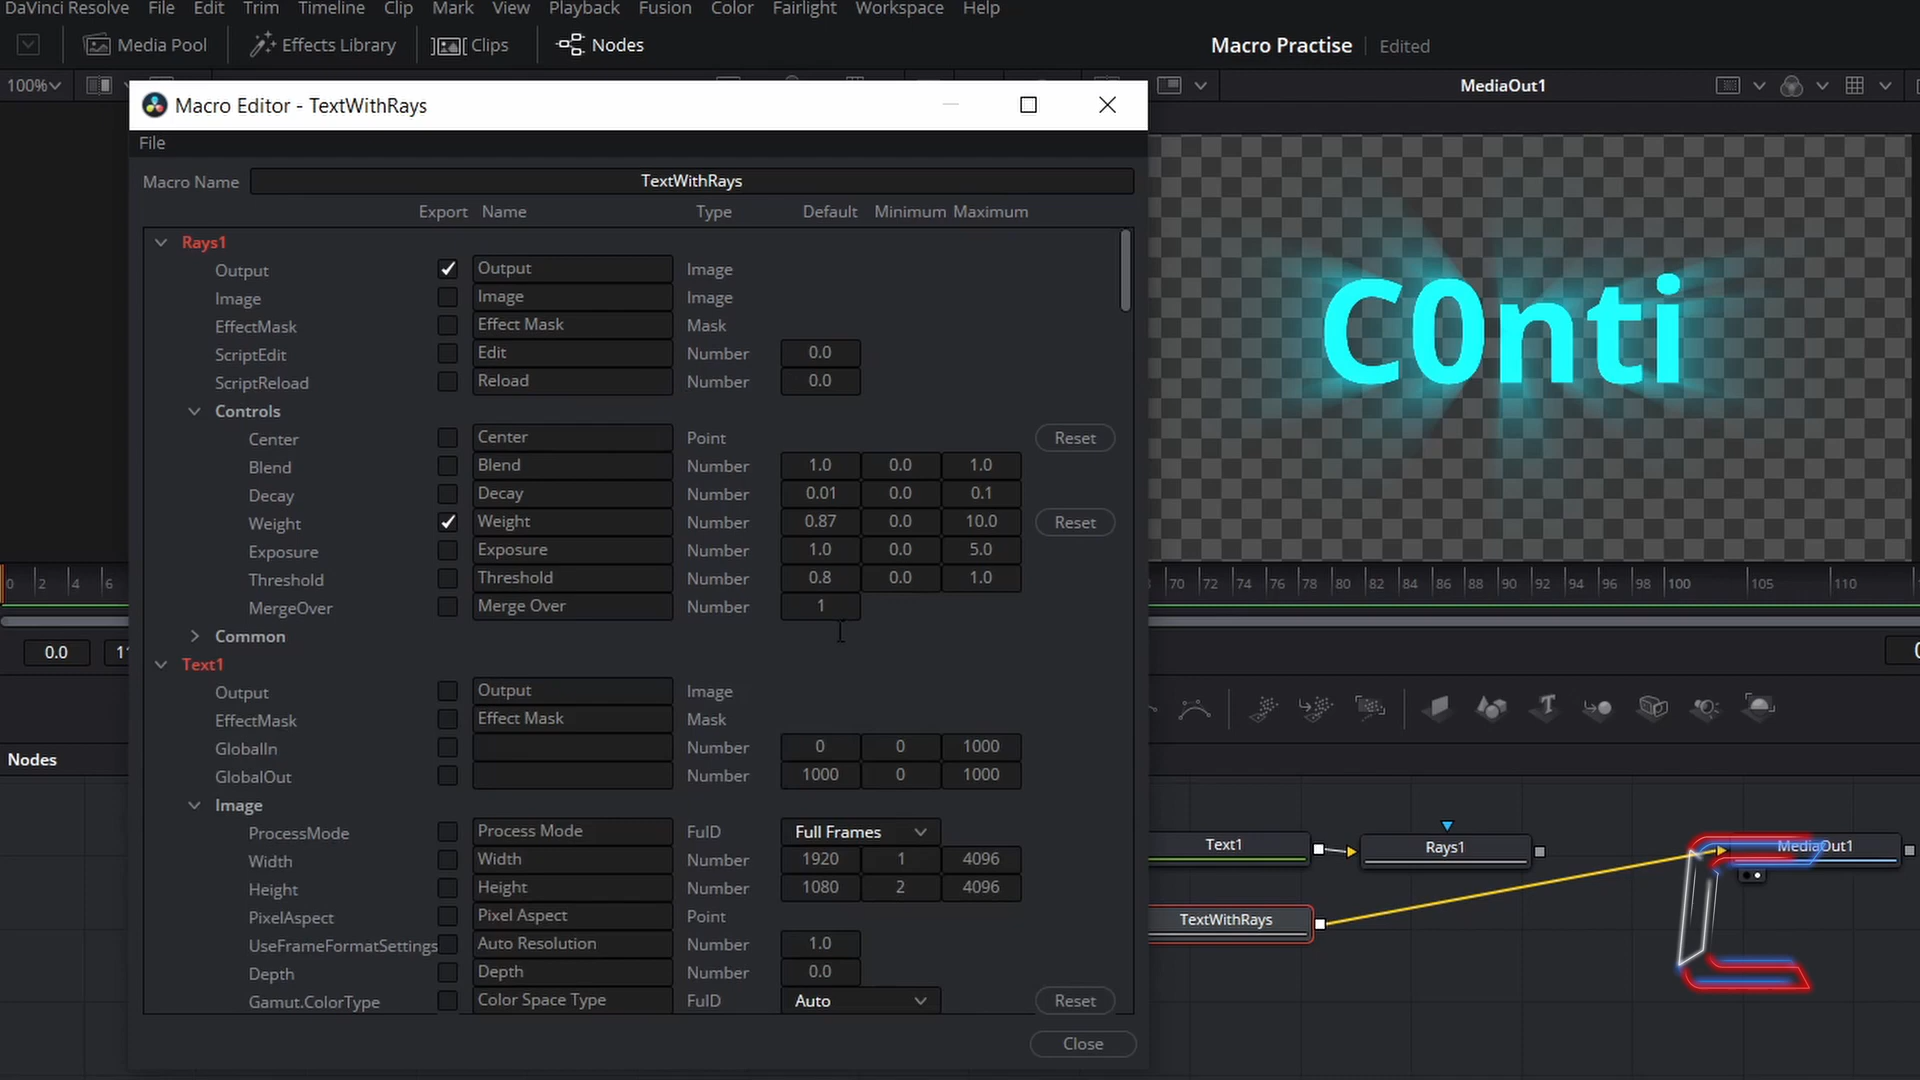 DaVinci Resolve File Edit Trim Timeline Clip Mark View Playback Fusion Color Fairlight Workspace Help
Media Pool Effects Library Clips Nodes Macro Practise Edited
100% MediaOut1
Macro Editor - TextWithRays
File
Macro Name TextWithRays
Export Name Type Default Minimum Maximum
Rays1
Output Output Image
Image Image Image
EffectMask Effect Mask Mask
ScriptEdit Edit Number 0.0
ScriptReload Reload Number 0.0
Controls
Center Center Point Reset
Blend Blend Number 1.0 0.0 1.0
Decay Decay Number 0.01 0.0 0.1
Weight Weight Number 0.87 0.0 10.0 Reset
Exposure Exposure Number 1.0 0.0 5.0
Threshold Threshold Number 0.8 0.0 1.0
MergeOver Merge Over Number 1
Common
Text1
Output Output Image
EffectMask Effect Mask Mask
GlobalIn Number 0 0 1000
GlobalOut Number 1000 0 1000
Image
ProcessMode Process Mode FuID Full Frames
Width Width Number 1920 1 4096
Height Height Number 1080 2 4096
PixelAspect Pixel Aspect Point
UseFrameFormatSettings Auto Resolution Number 1.0
Depth Depth Number 0.0
Gamut.ColorType Color Space Type FuID Auto Reset
Close
C0nti
0 2 4 6
70 72 74 76 78 80 82 84 86 88 90 92 94 96 98 100 105 110
0.0
Nodes
Text1 Rays1 MediaOut1
TextWithRays